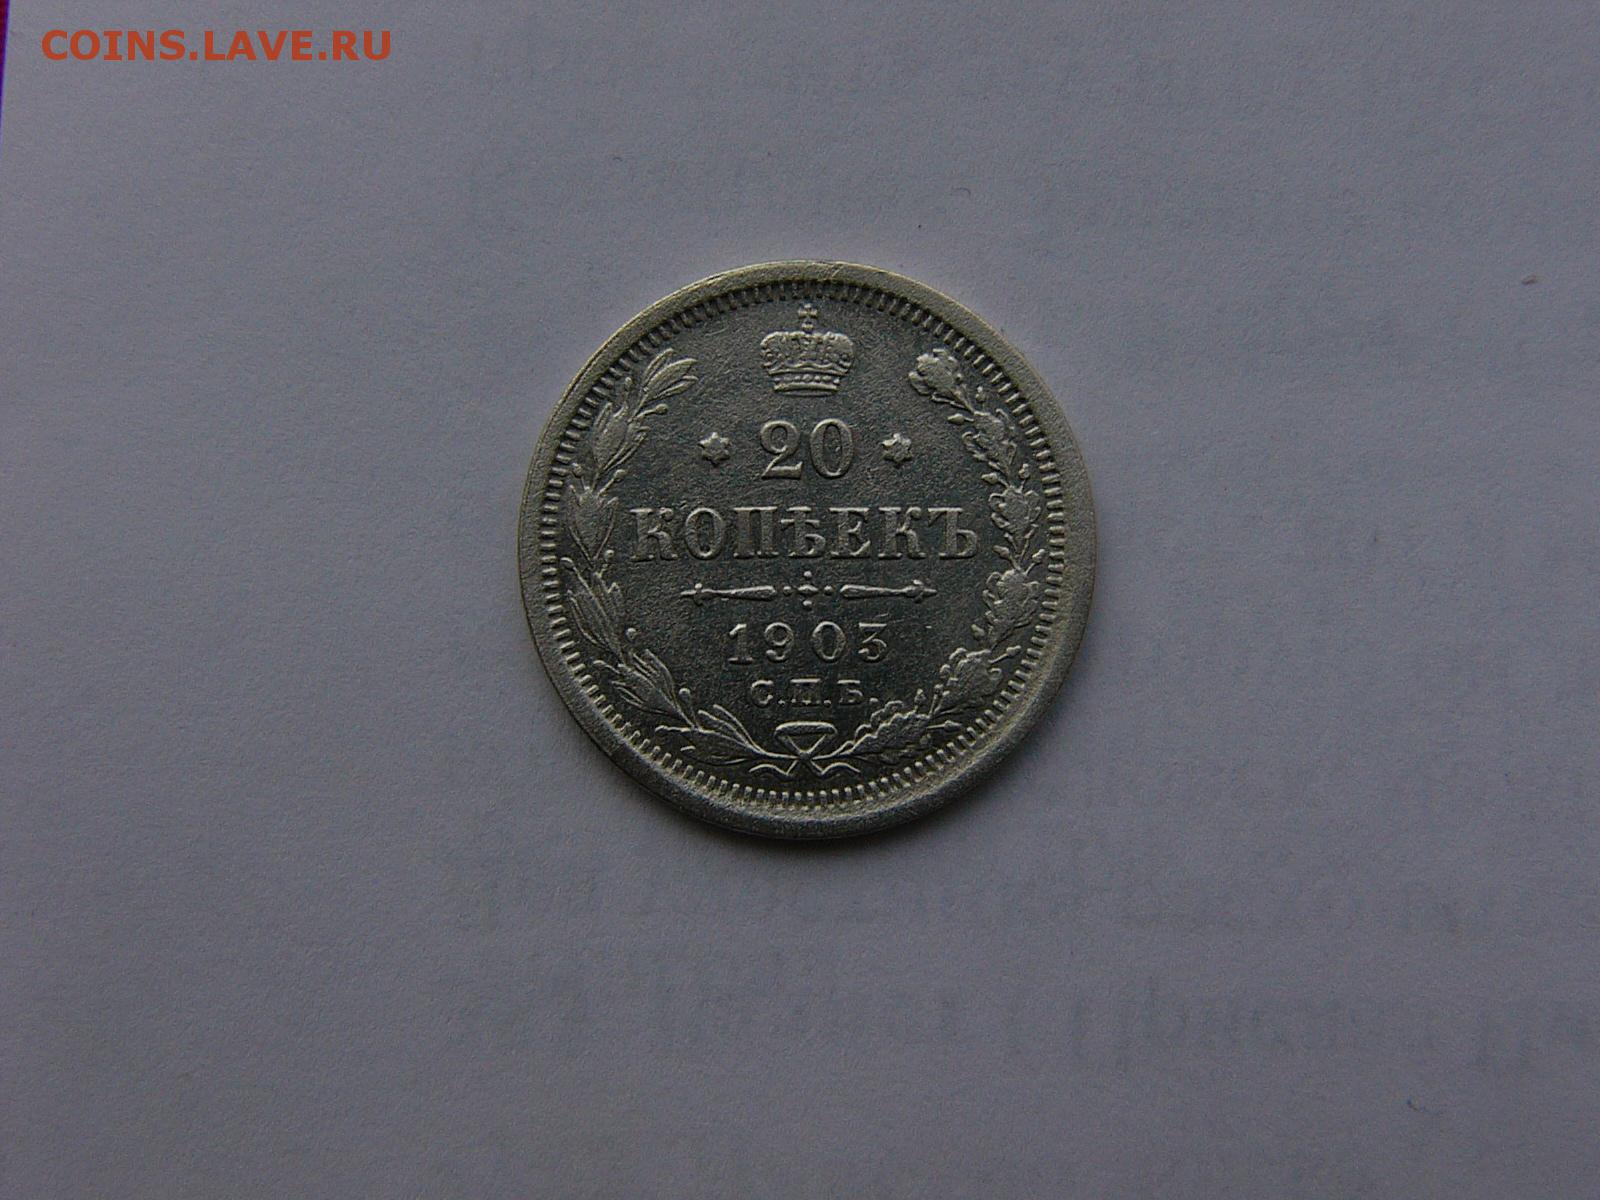 COINS.LAVE.RU
20
КОПѢЕКЪ
1903
С.П.Б.